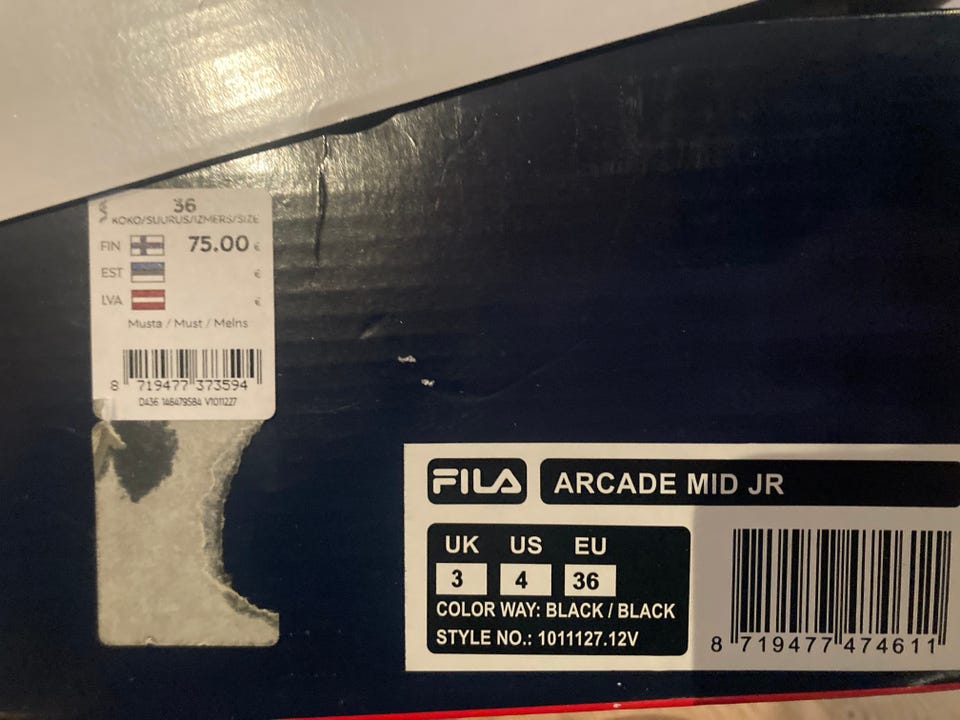 36
KOKO/SUURUS/IZMERS/SIZE
FIN 75.00 €
EST €
LVA €
Musta / Must / Melns
8 719477 373594
D436 146479584 V1011227
FILA ARCADE MID JR
UK US EU
3 4 36
COLOR WAY: BLACK / BLACK
STYLE NO.: 1011127.12V
8 719477 474611